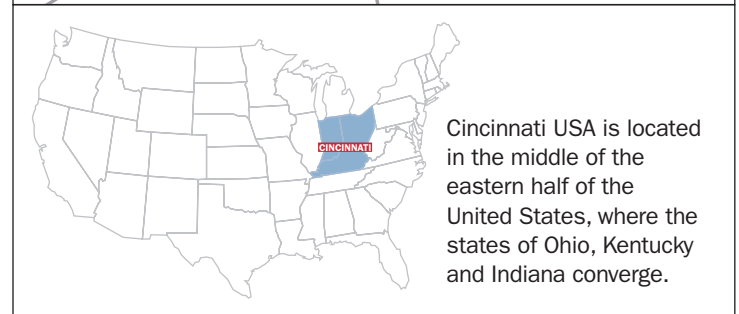 CINCINNATI
Cincinnati USA is located
in the middle of the
eastern half of the
United States, where the
states of Ohio, Kentucky
and Indiana converge.